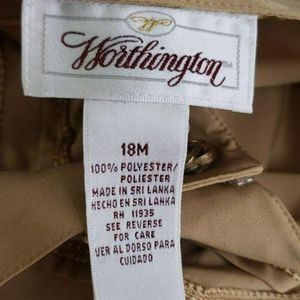 Worthington™
18M
100% POLYESTER/
POLIESTER
MADE IN SRI LANKA
HECHO EN SRI LANKA
RN 11935
SEE REVERSE
FOR CARE
VER AL DORSO PARA
CUIDADO